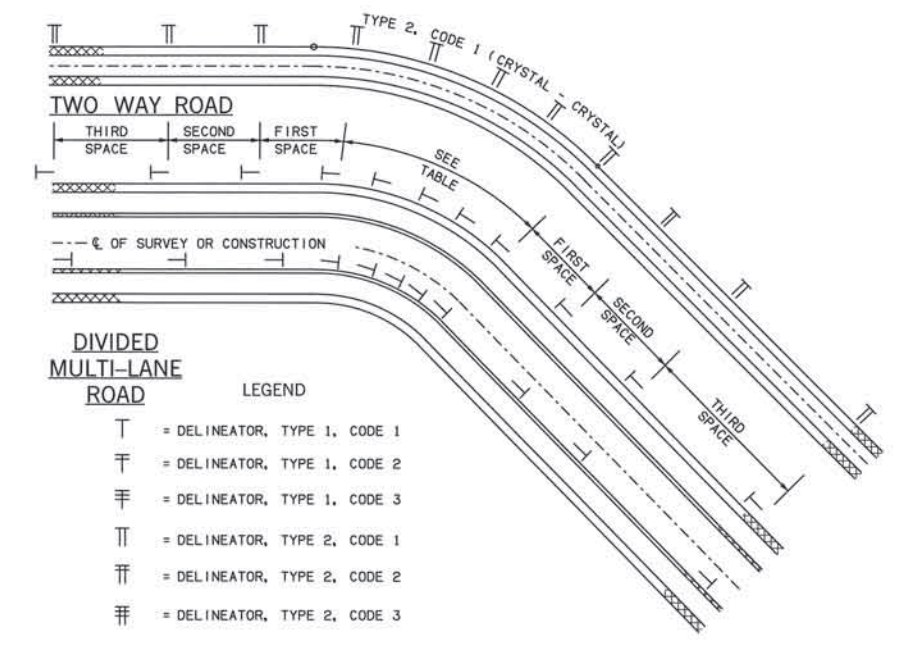 TYPE 2, CODE 1 (CRYSTAL - CRYSTAL)
TWO WAY ROAD
THIRD SPACE
SECOND SPACE
FIRST SPACE
SEE TABLE
FIRST SPACE
SECOND SPACE
THIRD SPACE
℄ OF SURVEY OR CONSTRUCTION
DIVIDED
MULTI-LANE
ROAD
LEGEND
= DELINEATOR, TYPE 1, CODE 1
= DELINEATOR, TYPE 1, CODE 2
= DELINEATOR, TYPE 1, CODE 3
= DELINEATOR, TYPE 2, CODE 1
= DELINEATOR, TYPE 2, CODE 2
= DELINEATOR, TYPE 2, CODE 3